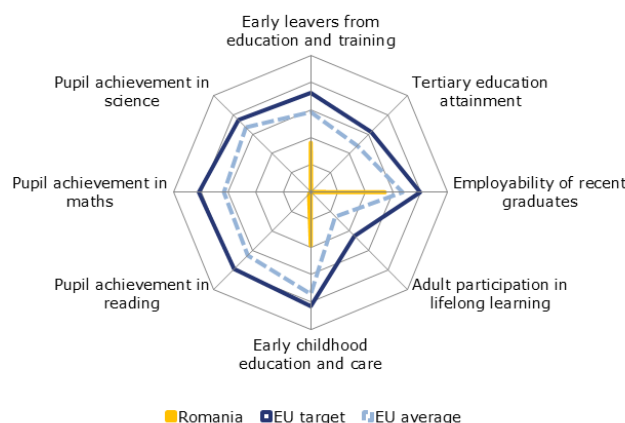 Early leavers from
education and training
Pupil achievement in
science
Tertiary education
attainment
Pupil achievement in
maths
Employability of recent
graduates
Pupil achievement in
reading
Adult participation in
lifelong learning
Early childhood
education and care
Romania EU target EU average